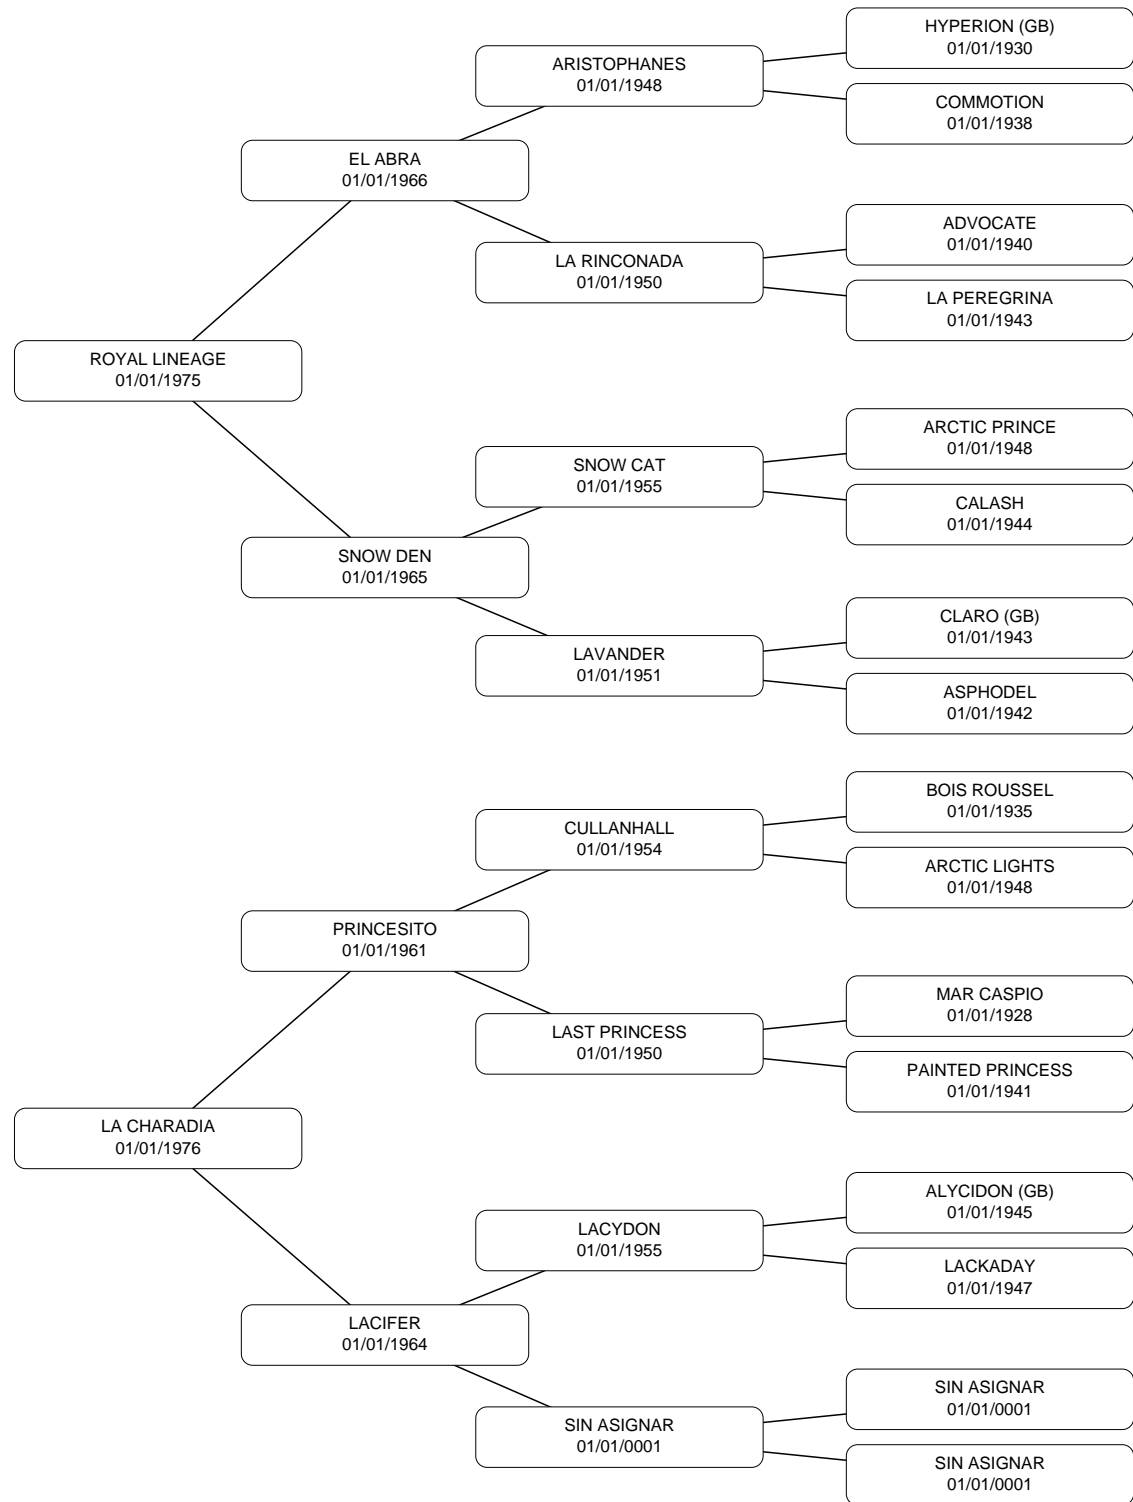 HYPERION (GB)
01/01/1930
ARISTOPHANES
01/01/1948
COMMOTION
01/01/1938
EL ABRA
01/01/1966
ADVOCATE
01/01/1940
LA RINCONADA
01/01/1950
LA PEREGRINA
01/01/1943
ROYAL LINEAGE
01/01/1975
ARCTIC PRINCE
01/01/1948
SNOW CAT
01/01/1955
CALASH
01/01/1944
SNOW DEN
01/01/1965
CLARO (GB)
01/01/1943
LAVANDER
01/01/1951
ASPHODEL
01/01/1942
BOIS ROUSSEL
01/01/1935
CULLANHALL
01/01/1954
ARCTIC LIGHTS
01/01/1948
PRINCESITO
01/01/1961
MAR CASPIO
01/01/1928
LAST PRINCESS
01/01/1950
PAINTED PRINCESS
01/01/1941
LA CHARADIA
01/01/1976
ALYCIDON (GB)
01/01/1945
LACYDON
01/01/1955
LACKADAY
01/01/1947
LACIFER
01/01/1964
SIN ASIGNAR
01/01/0001
SIN ASIGNAR
01/01/0001
SIN ASIGNAR
01/01/0001